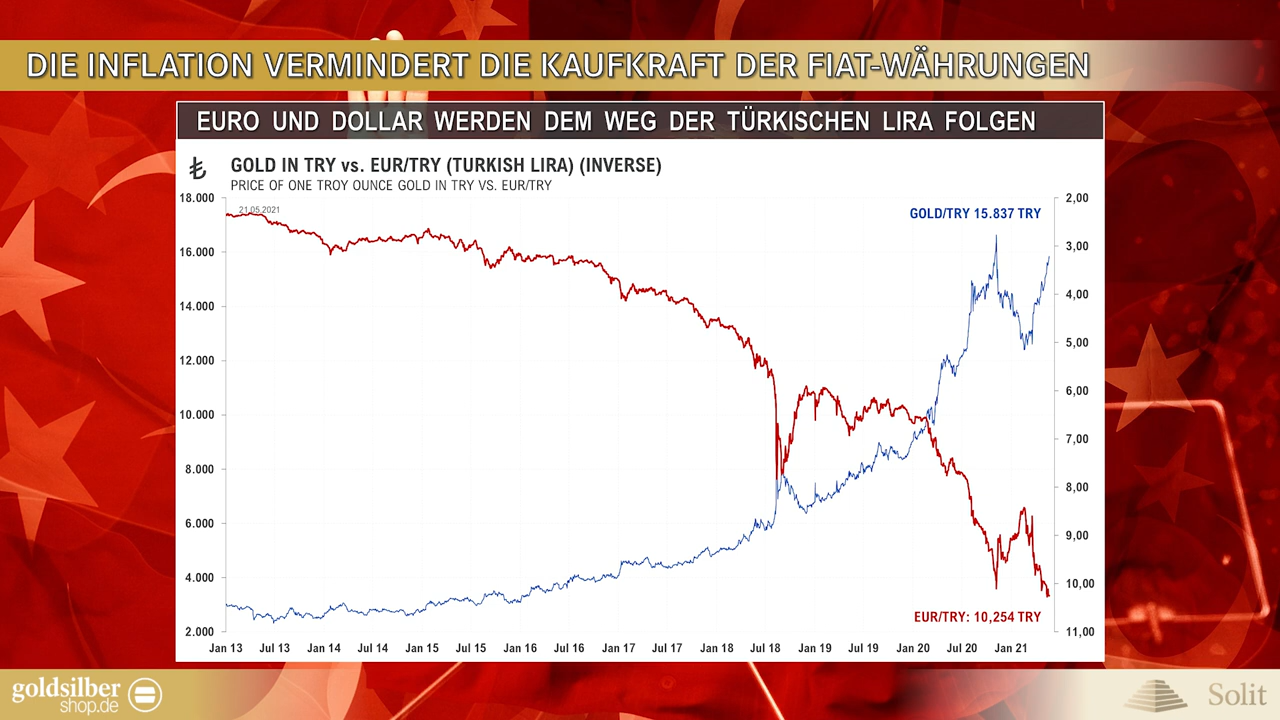 DIE INFLATION VERMINDERT DIE KAUFKRAFT DER FIAT-WÄHRUNGEN
EURO UND DOLLAR WERDEN DEM WEG DER TÜRKISCHEN LIRA FOLGEN
₺ GOLD IN TRY vs. EUR/TRY (TURKISH LIRA) (INVERSE)
PRICE OF ONE TROY OUNCE GOLD IN TRY VS. EUR/TRY
18.000
16.000
14.000
12.000
10.000
8.000
6.000
4.000
2.000
21.05.2021
GOLD/TRY 15.837 TRY
EUR/TRY: 10,254 TRY
2,00
3,00
4,00
5,00
6,00
7,00
8,00
9,00
10,00
11,00
Jan 13 Jul 13 Jan 14 Jul 14 Jan 15 Jul 15 Jan 16 Jul 16 Jan 17 Jul 17 Jan 18 Jul 18 Jan 19 Jul 19 Jan 20 Jul 20 Jan 21
goldsilber
shop.de
Solit